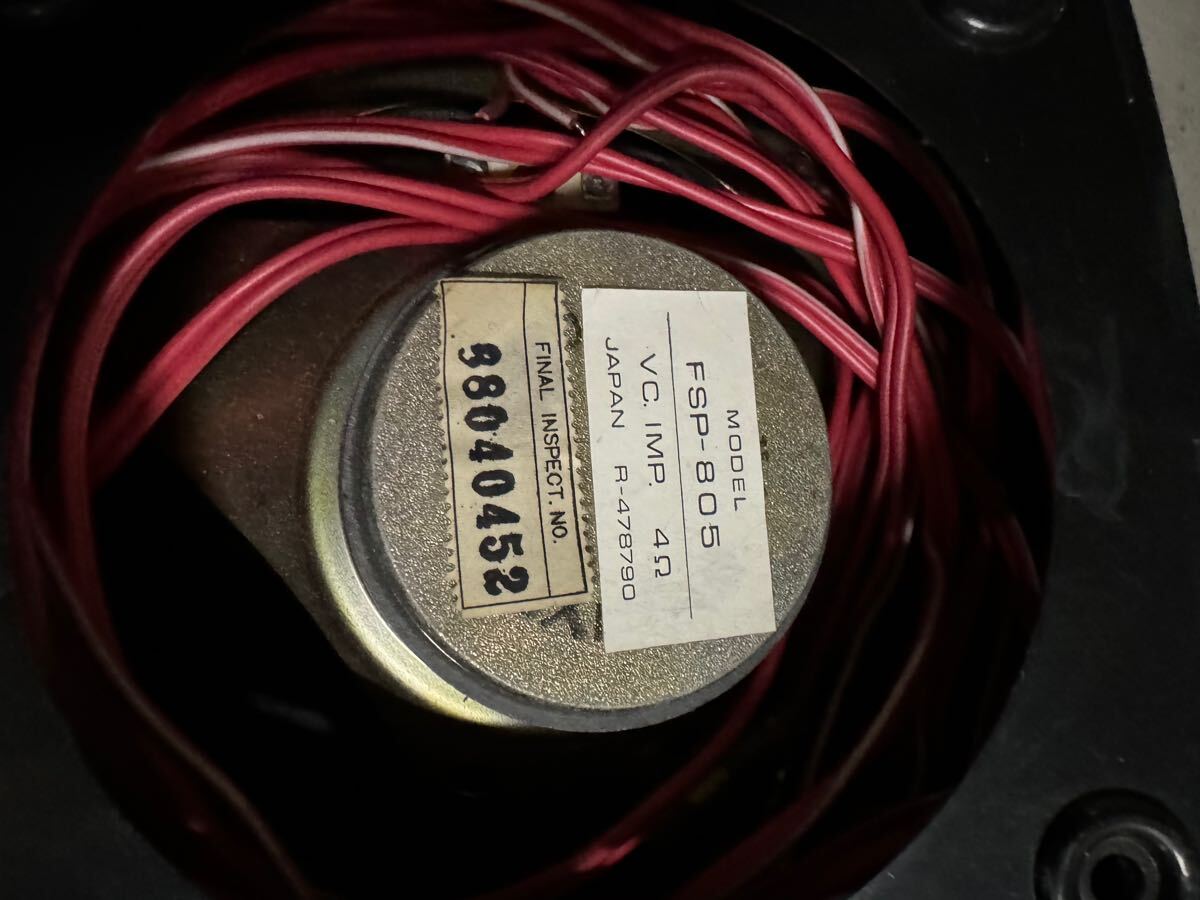 MODEL
FSP-805
VC. IMP. 4Ω
JAPAN R-478790
FINAL INSPECT. NO.
98040452